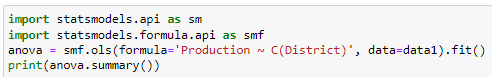 import statsmodels.api as sm
import statsmodels.formula.api as smf
anova = smf.ols(formula='Production ~ C(District)', data=data1).fit()
print(anova.summary())